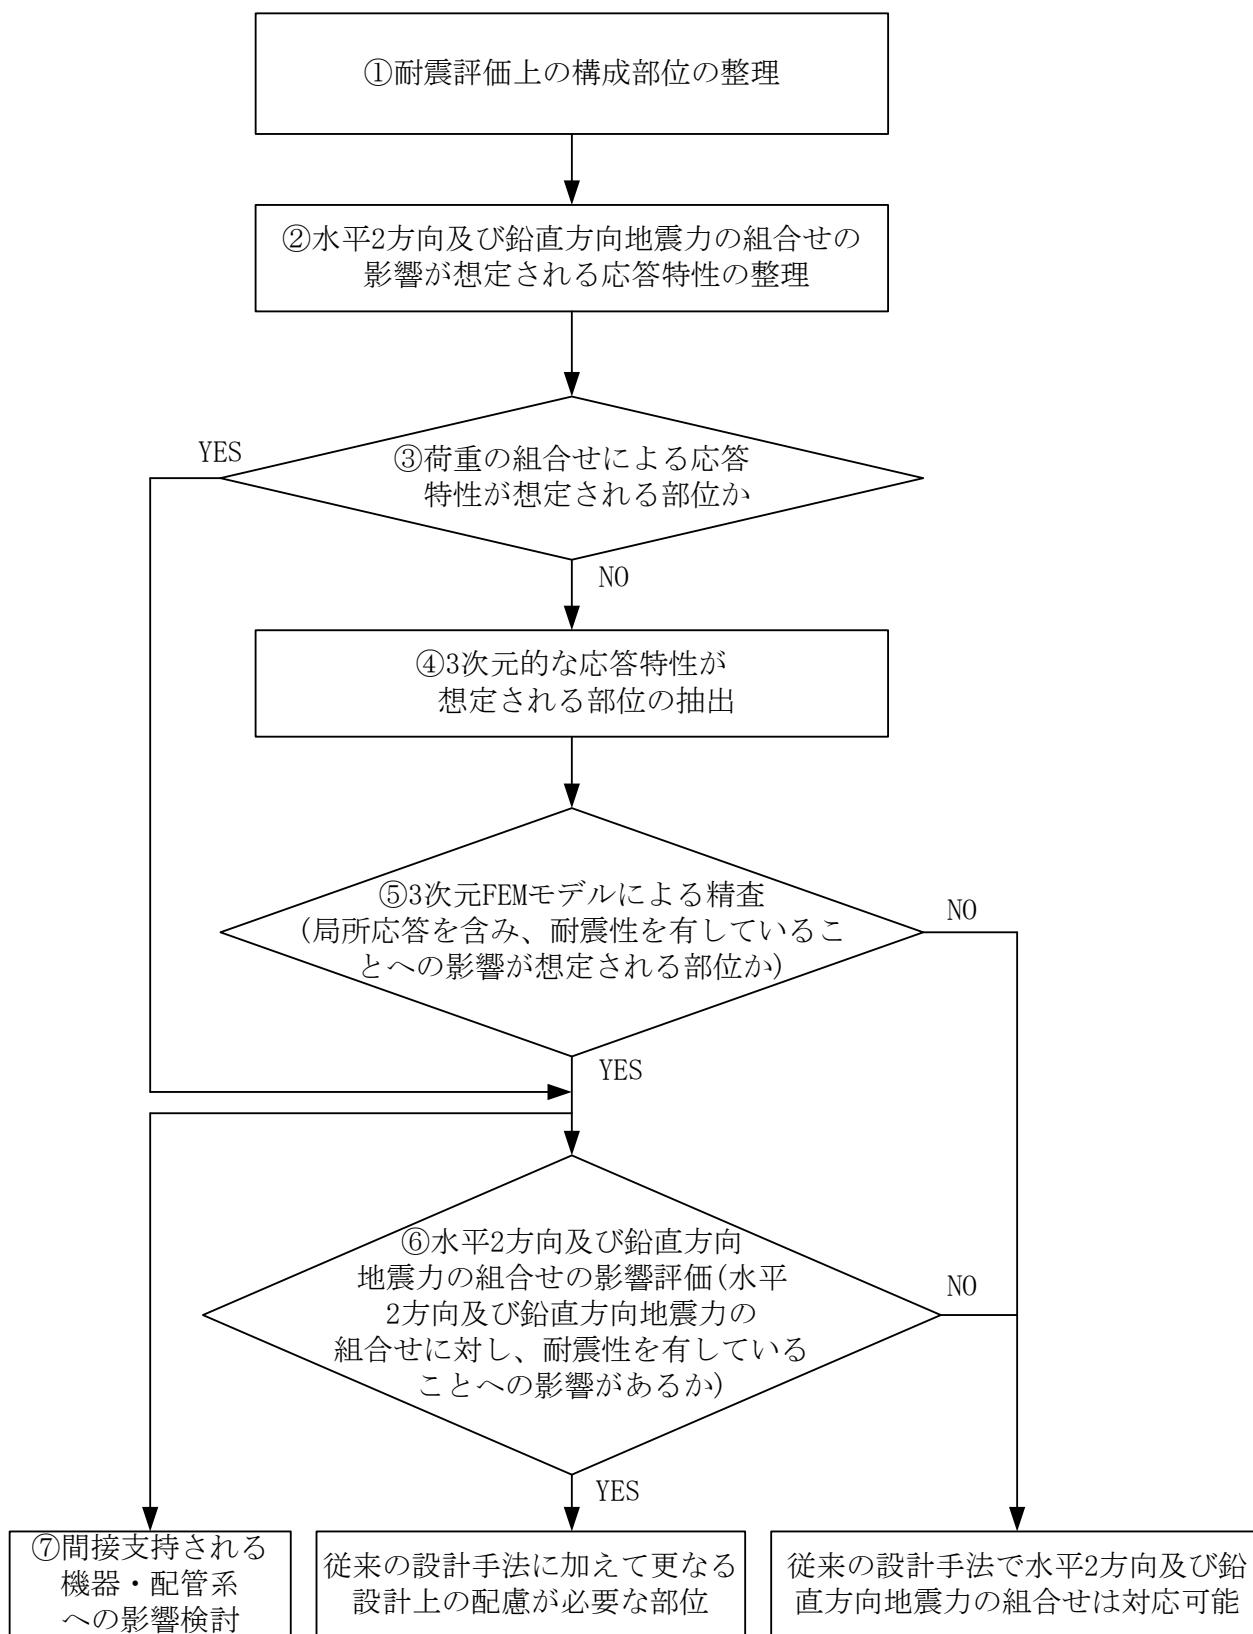 ①耐震評価上の構成部位の整理
②水平2方向及び鉛直方向地震力の組合せの
影響が想定される応答特性の整理
YES
③荷重の組合せによる応答
特性が想定される部位か
NO
④3次元的な応答特性が
想定される部位の抽出
⑤3次元FEMモデルによる精査
(局所応答を含み、耐震性を有しているこ
とへの影響が想定される部位か)
NO
YES
⑥水平2方向及び鉛直方向
地震力の組合せの影響評価(水平
2方向及び鉛直方向地震力の
組合せに対し、耐震性を有している
ことへの影響があるか)
NO
YES
⑦間接支持される
機器・配管系
への影響検討
従来の設計手法に加えて更なる
設計上の配慮が必要な部位
従来の設計手法で水平2方向及び鉛
直方向地震力の組合せは対応可能